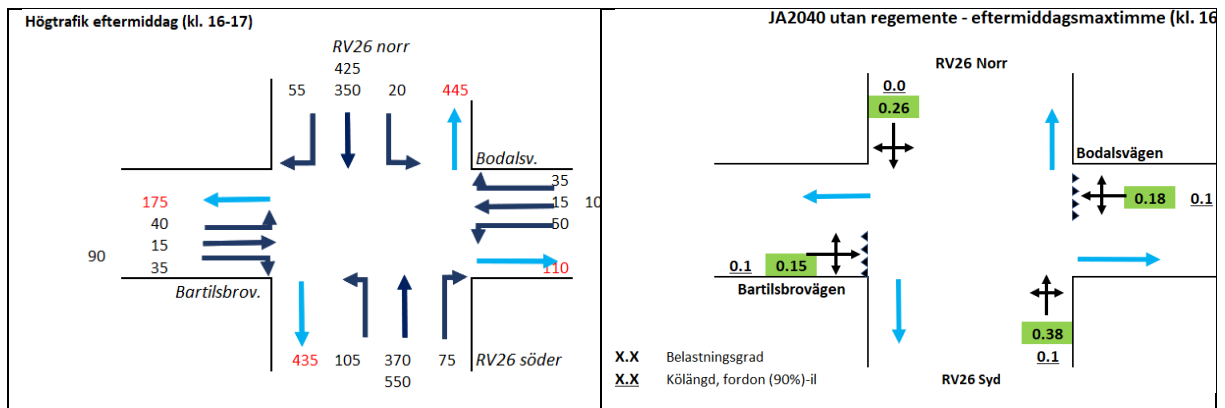 Högtrafik eftermiddag (kl. 16-17)
RV26 norr
425
55 350 20 445
Bodalsv.
175
40
15
90
35
Bartilsbrov.
35
15 10
50
110
435 105 370 75 RV26 söder
550
JA2040 utan regemente - eftermiddagsmaxtimme (kl. 16
RV26 Norr
0.0
0.26
Bodalsvägen
0.18 0.1
0.1 0.15
Bartilsbrovägen
0.38
0.1
X.X Belastningsgrad
X.X Kölängd, fordon (90%)-il
RV26 Syd